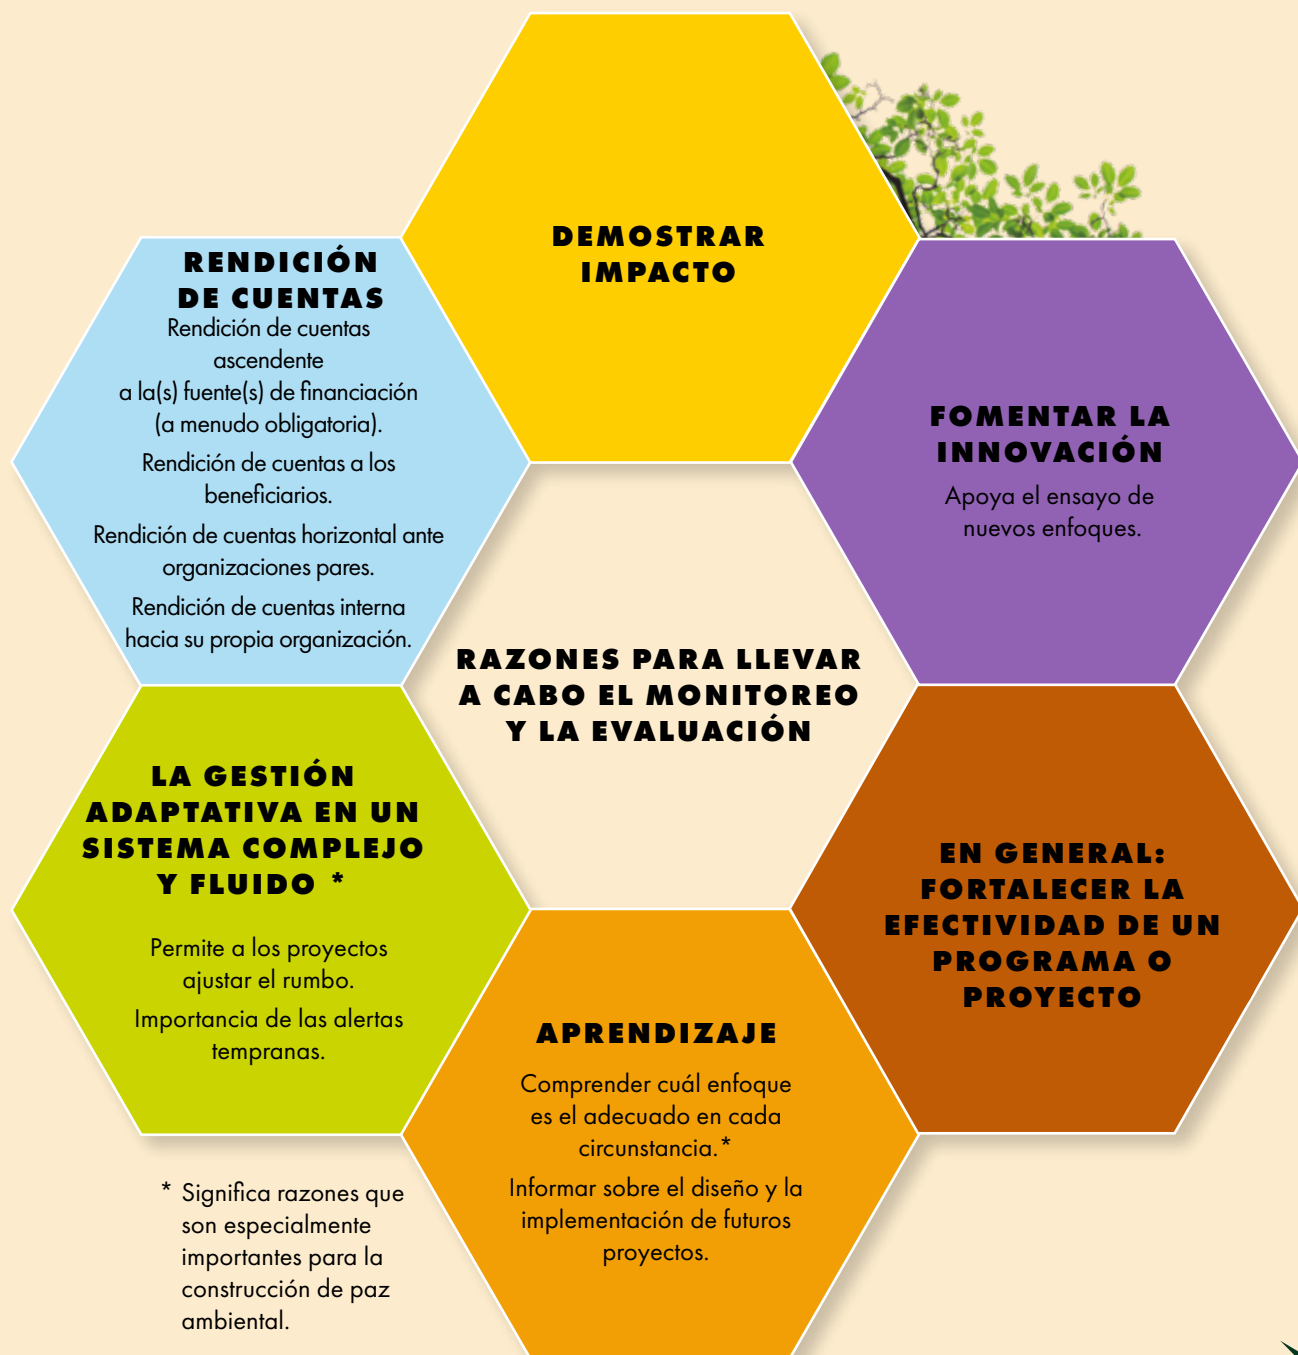 DEMOSTRAR
IMPACTO
RENDICIÓN
DE CUENTAS
Rendición de cuentas
ascendente
a la(s) fuente(s) de financiación
(a menudo obligatoria).
Rendición de cuentas a los
beneficiarios.
Rendición de cuentas horizontal ante
organizaciones pares.
Rendición de cuentas interna
hacia su propia organización.
FOMENTAR LA
INNOVACIÓN
Apoya el ensayo de
nuevos enfoques.
RAZONES PARA LLEVAR
A CABO EL MONITOREO
Y LA EVALUACIÓN
LA GESTIÓN
ADAPTATIVA EN UN
SISTEMA COMPLEJO
Y FLUIDO *
Permite a los proyectos
ajustar el rumbo.
Importancia de las alertas
tempranas.
EN GENERAL:
FORTALECER LA
EFECTIVIDAD DE UN
PROGRAMA O
PROYECTO
APRENDIZAJE
Comprender cuál enfoque
es el adecuado en cada
circunstancia.*
Informar sobre el diseño y la
implementación de futuros
proyectos.
* Significa razones que
son especialmente
importantes para la
construcción de paz
ambiental.